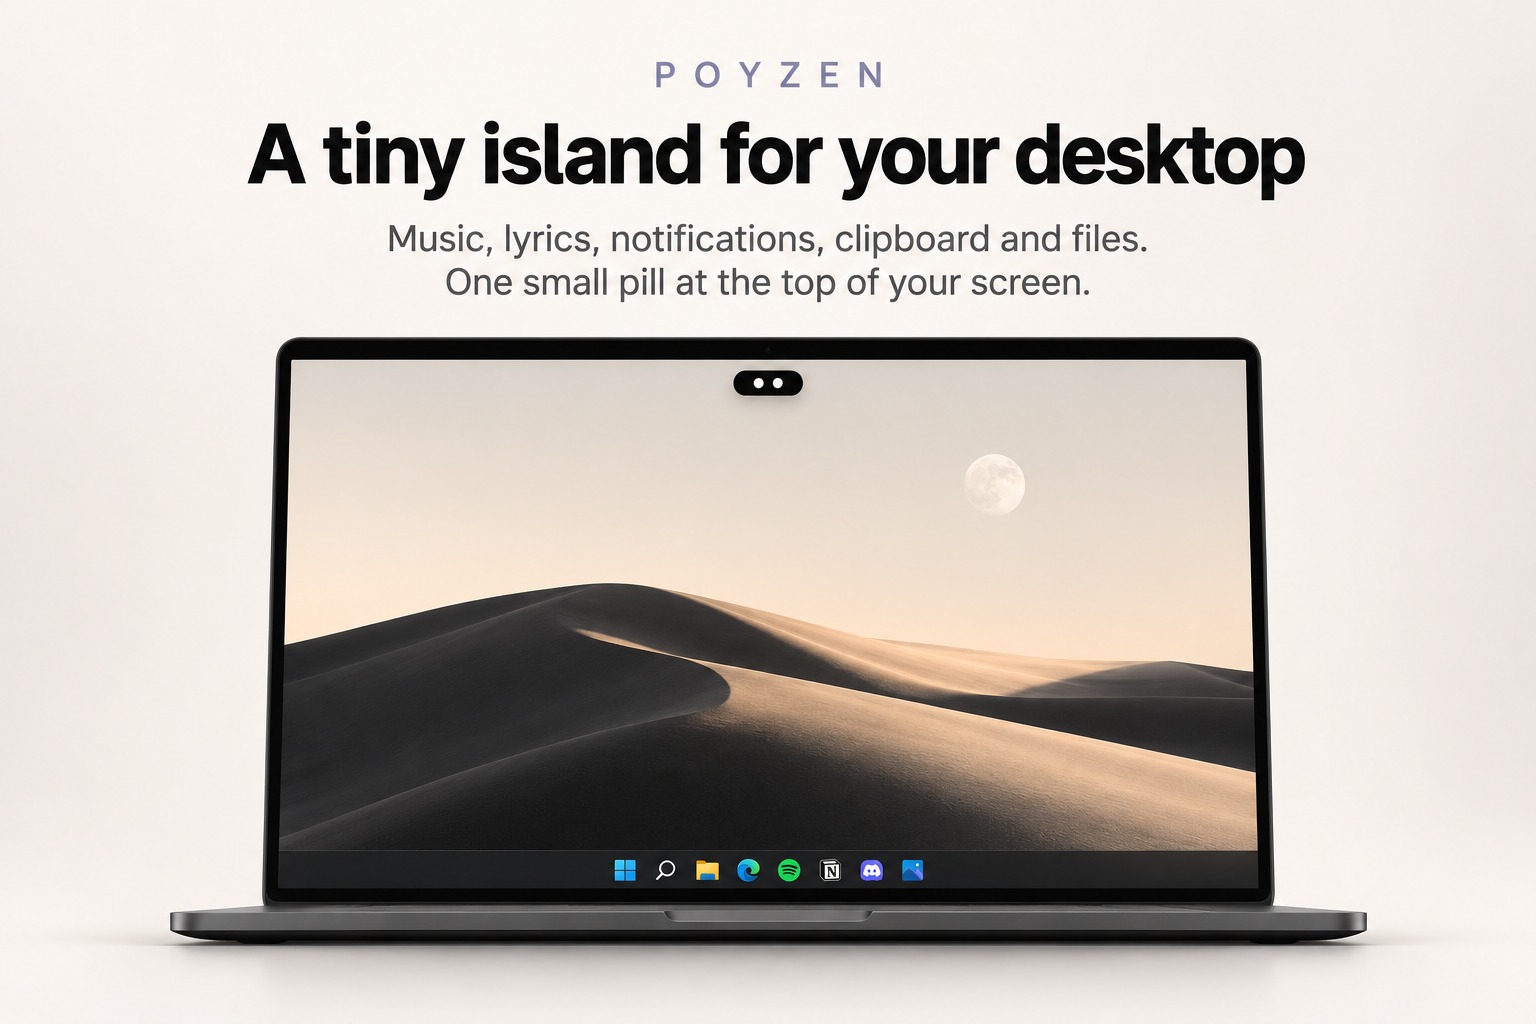 POYZEN
A tiny island for your desktop
Music, lyrics, notifications, clipboard and files.
One small pill at the top of your screen.